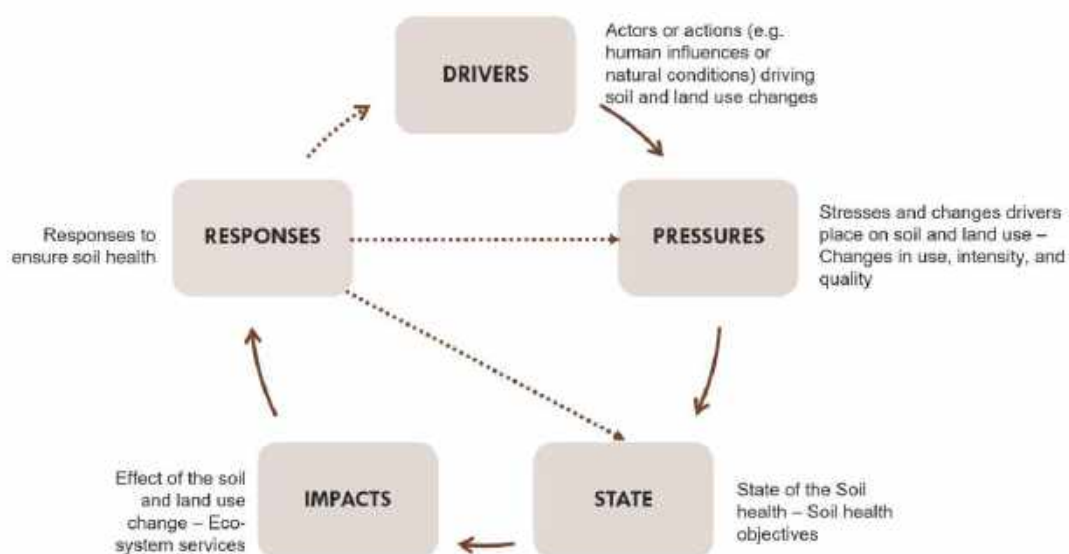 DRIVERS
Actors or actions (e.g.
human influences or
natural conditions) driving
soil and land use changes
Responses to
ensure soil health
RESPONSES
PRESSURES
Stresses and changes drivers
place on soil and land use –
Changes in use, intensity, and
quality
Effect of the soil
and land use
change – Eco-
system services
IMPACTS
STATE
State of the Soil
health – Soil health
objectives